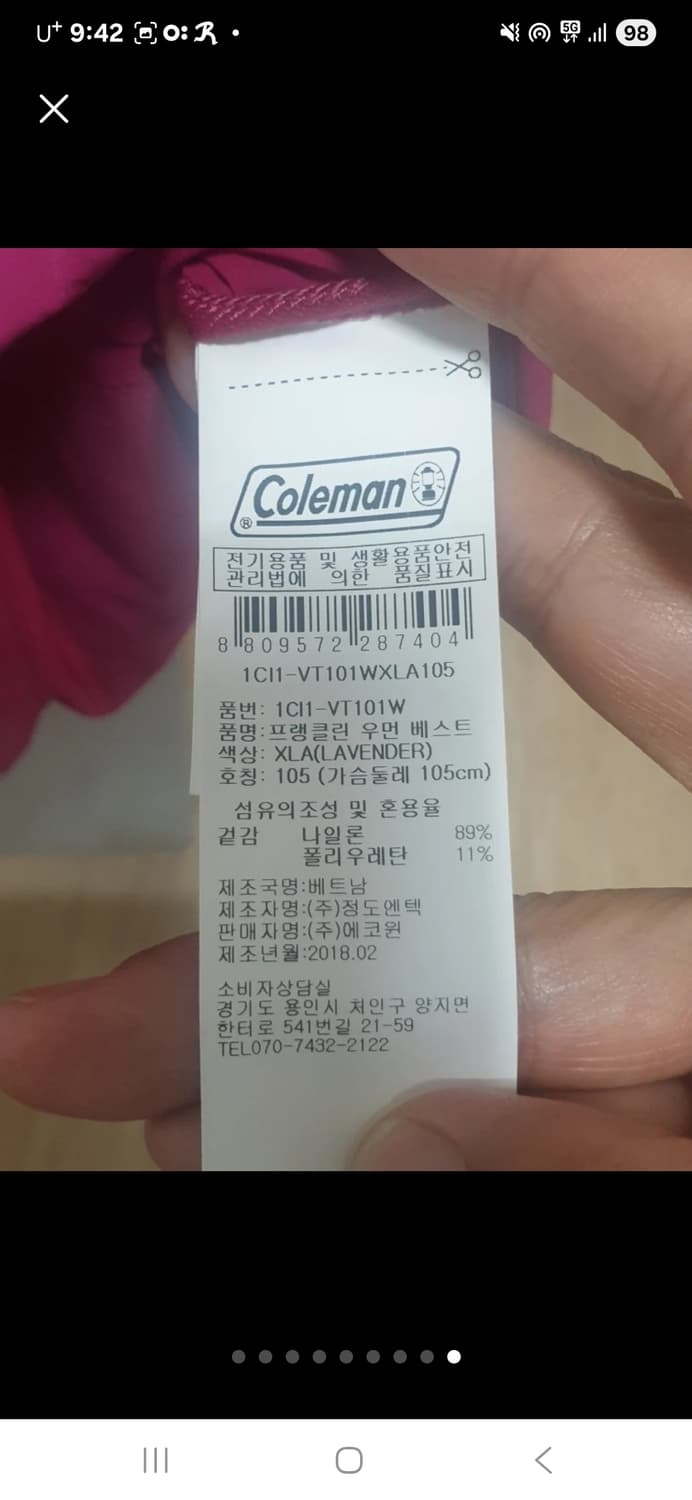 U+ 9:42
5G 98
Coleman
®
전기용품 및 생활용품안전
관리법에 의한 품질표시
8 809572 287404
1CI1-VT101WXLA105
품번: 1CI1-VT101W
품명:프랭클린 우먼 베스트
색상: XLA(LAVENDER)
호칭: 105 (가슴둘레 105cm)
섬유의조성 및 혼용율
겉감 나일론 89%
폴리우레탄 11%
제조국명:베트남
제조자명:(주)정도엔텍
판매자명:(주)에코원
제조년월:2018.02
소비자상담실
경기도 용인시 처인구 양지면
한터로 541번길 21-59
TEL070-7432-2122